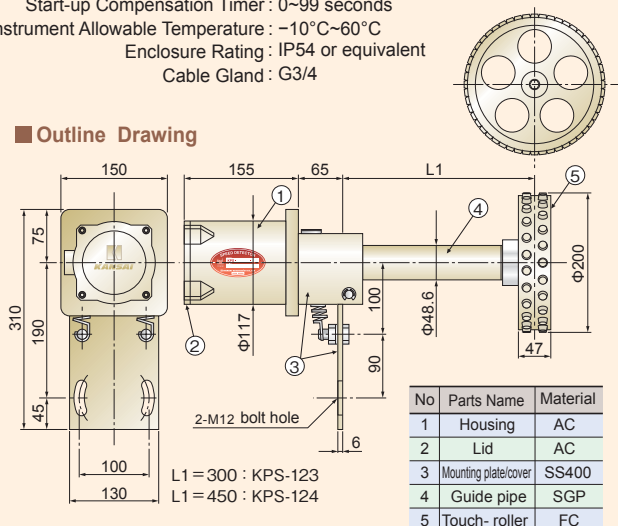 Start-up Compensation Timer : 0~99 seconds
Instrument Allowable Temperature : −10°C~60°C
Enclosure Rating : IP54 or equivalent
Cable Gland : G3/4
■Outline Drawing
150
155
65
L1
⑤
①
④
75
310
190
45
KANSAI
SPEED DETECTOR
Φ117
100
Φ48.6
Φ200
②
③
90
47
2-M12 bolt hole
6
100
130
L1＝300：KPS-123
L1＝450：KPS-124
No Parts Name Material
1 Housing AC
2 Lid AC
3 Mounting plate/cover SS400
4 Guide pipe SGP
5 Touch- roller FC